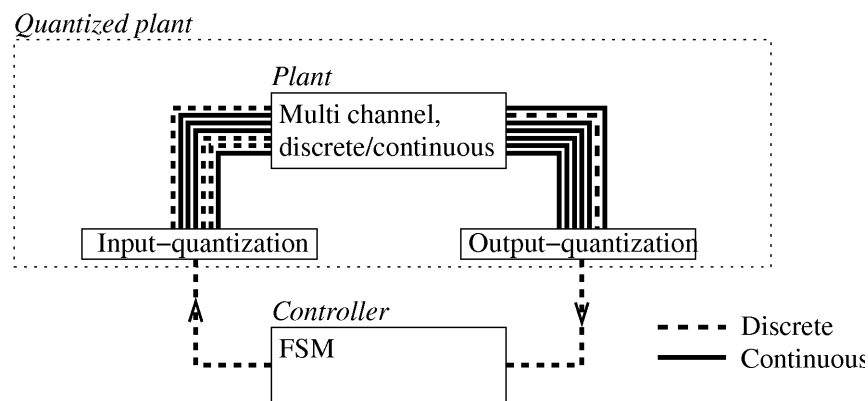 Quantized plant
Plant
Multi channel,
discrete/continuous
Input-quantization
Output-quantization
Controller
FSM
Discrete
Continuous